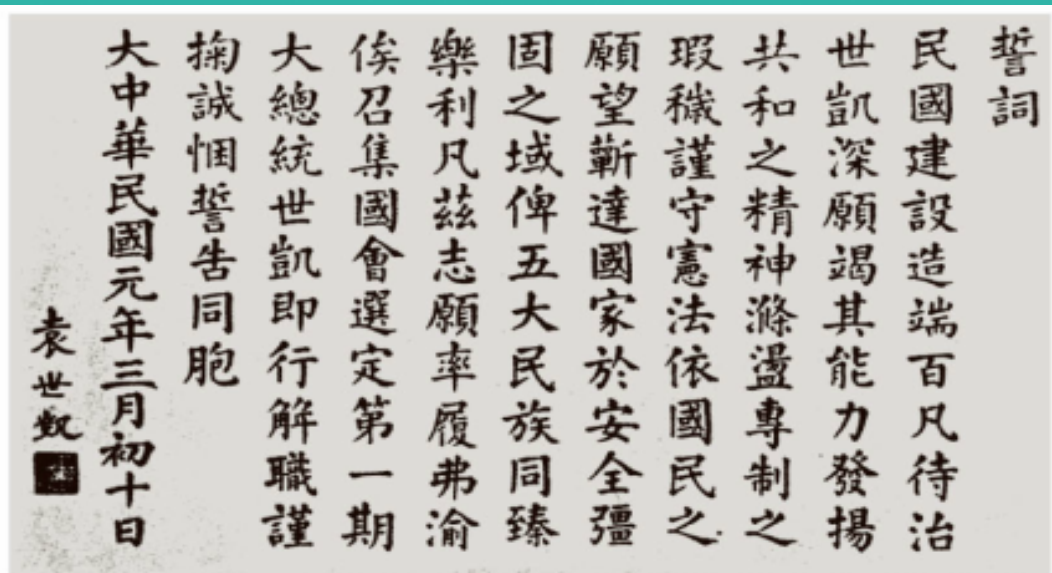 誓詞
民國建設造端百凡待治
世凱深願竭其能力發揚
共和之精神滌盪專制之
瑕穢謹守憲法依國民之
願望蘄達國家於安全彊
固之域俾五大民族同臻
樂利凡茲志願率履弗渝
俟召集國會選定第一期
大總統世凱即行解職謹
掬誠悃誓告同胞
大中華民國元年三月初十日
袁世凱